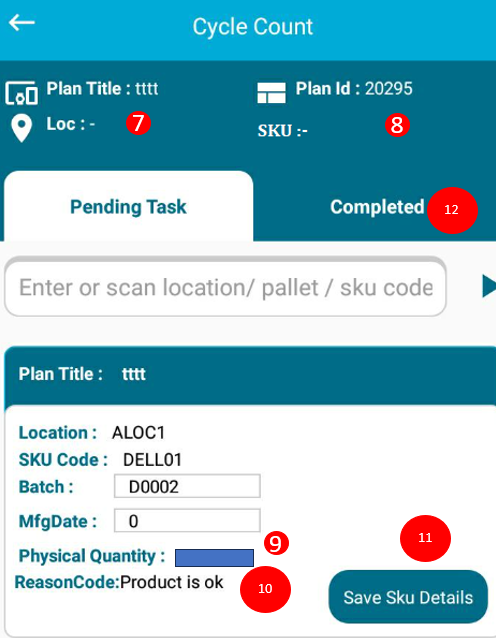 Cycle Count
Plan Title : tttt
Plan Id : 20295
Loc : - 7
SKU :- 8
Pending Task
Completed 12
Enter or scan location/ pallet / sku code
Plan Title : tttt
Location : ALOC1
SKU Code : DELL01
Batch : D0002
MfgDate : 0
Physical Quantity : 9
ReasonCode:Product is ok 10
11
Save Sku Details